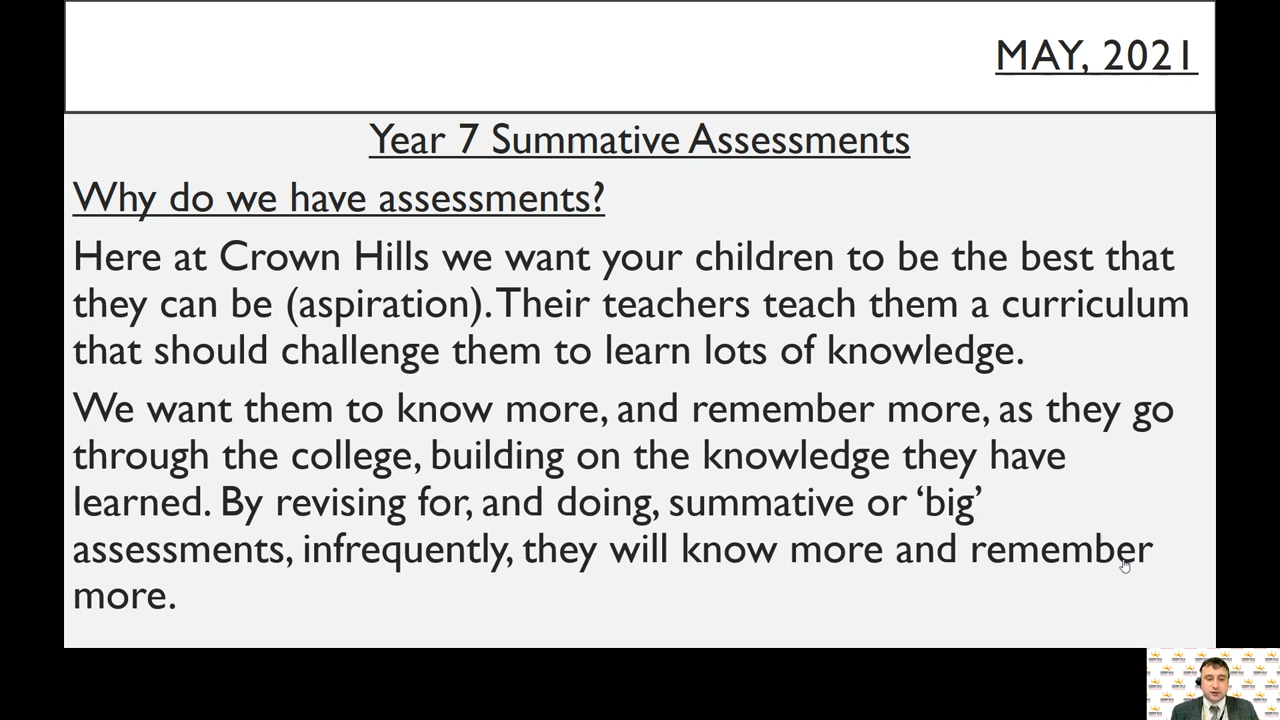 MAY, 2021
Year 7 Summative Assessments
Why do we have assessments?
Here at Crown Hills we want your children to be the best that
they can be (aspiration). Their teachers teach them a curriculum
that should challenge them to learn lots of knowledge.
We want them to know more, and remember more, as they go
through the college, building on the knowledge they have
learned. By revising for, and doing, summative or ‘big’
assessments, infrequently, they will know more and remember
more.